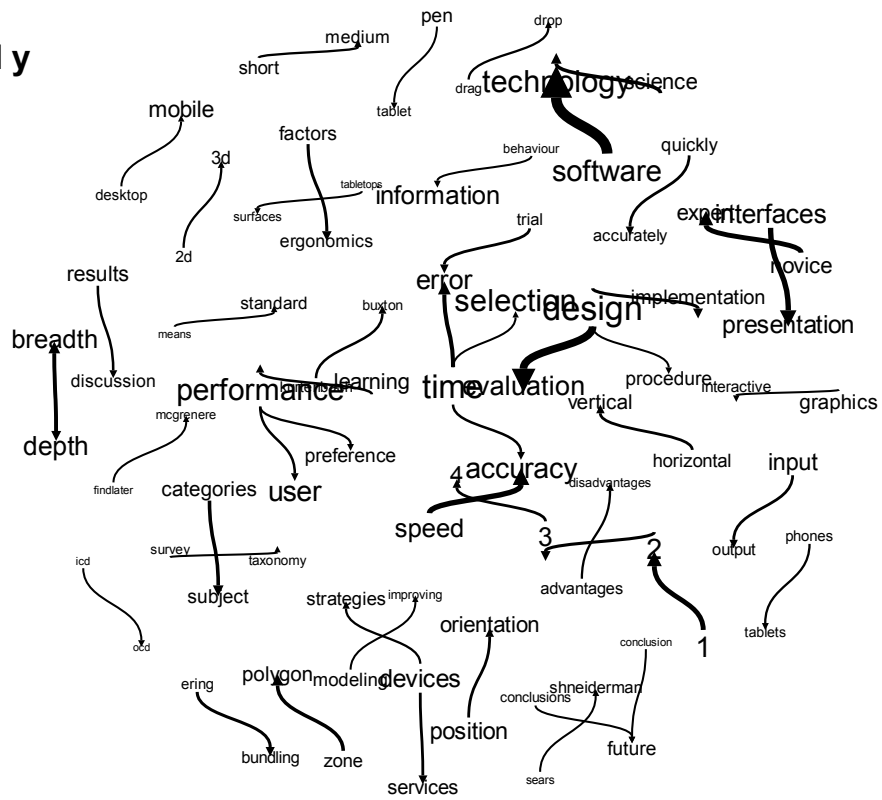 pen
drop
medium
l y
short
drag
technology
science
mobile
tablet
factors
quickly
behaviour
3d
software
desktop
tabletops
information
expert
interfaces
surfaces
trial
accurately
ergonomics
2d
novice
results
error
selection
design
implementation
standard
buxton
presentation
means
breadth
discussion
performance
learning
time
evaluation
procedure
interactive
vertical
graphics
mcgrenere
depth
preference
horizontal
input
4
accuracy
disadvantages
findlater
categories
user
speed
3
2
output
phones
survey
taxonomy
icd
advantages
subject
strategies
improving
orientation
tablets
ocd
conclusion
1
polygon
modeling
devices
ering
conclusions
shneiderman
position
future
bundling
zone
services
sears